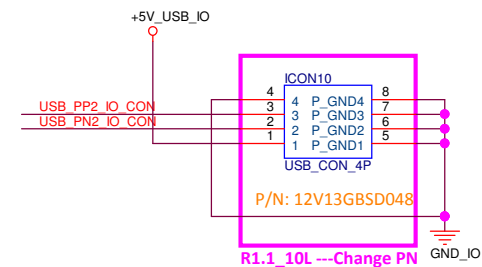 +5V_USB_IO
ICON10
4 4 P_GND4 8
USB_PP2_IO_CON 3 3 P_GND3 7
USB_PN2_IO_CON 2 2 P_GND2 6
1 1 P_GND1 5
USB_CON_4P
P/N: 12V13GBSD048
GND_IO
R1.1_10L ---Change PN